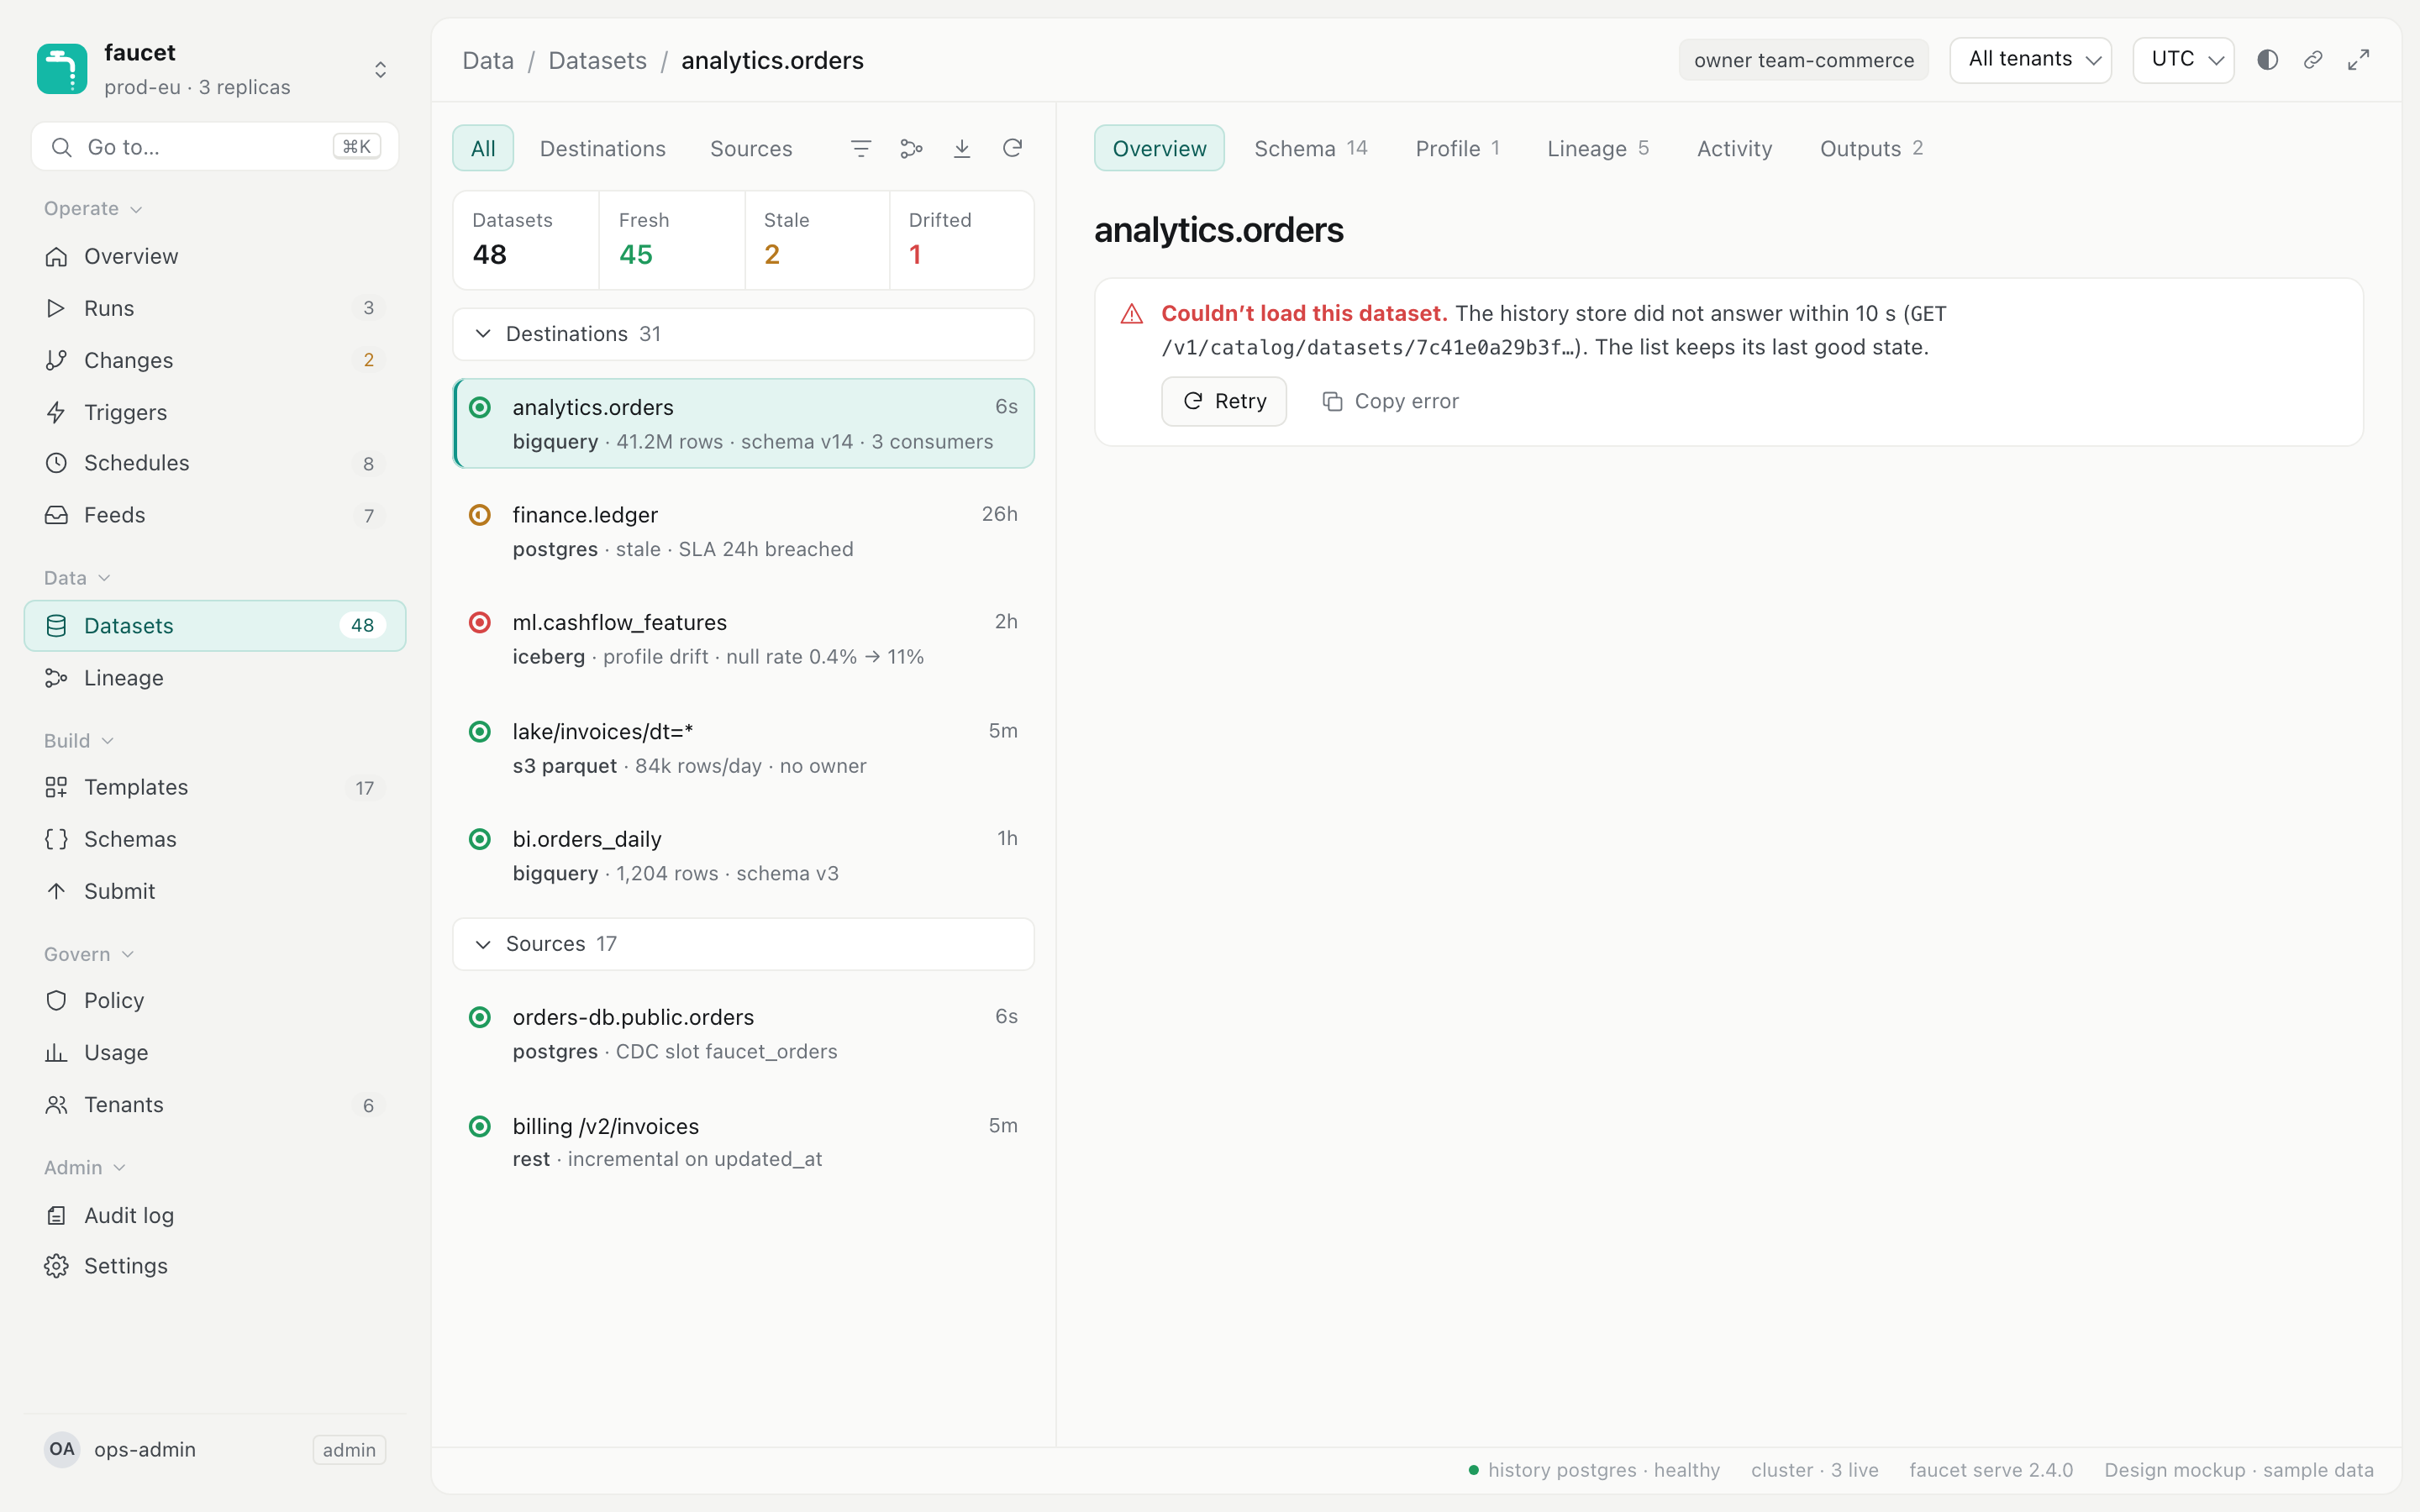 faucet
prod-eu · 3 replicas
Go to...
⌘K
Operate
Overview
Runs 3
Changes 2
Triggers
Schedules 8
Feeds 7
Data
Datasets 48
Lineage
Build
Templates 17
Schemas
Submit
Govern
Policy
Usage
Tenants 6
Admin
Audit log
Settings
OA ops-admin admin
Data / Datasets / analytics.orders
owner team-commerce
All tenants
UTC
All Destinations Sources
Datasets Fresh Stale Drifted
48 45 2 1
Destinations 31
analytics.orders 6s
bigquery · 41.2M rows · schema v14 · 3 consumers
finance.ledger 26h
postgres · stale · SLA 24h breached
ml.cashflow_features 2h
iceberg · profile drift · null rate 0.4% → 11%
lake/invoices/dt=* 5m
s3 parquet · 84k rows/day · no owner
bi.orders_daily 1h
bigquery · 1,204 rows · schema v3
Sources 17
orders-db.public.orders 6s
postgres · CDC slot faucet_orders
billing /v2/invoices 5m
rest · incremental on updated_at
Overview Schema 14 Profile 1 Lineage 5 Activity Outputs 2
analytics.orders
Couldn’t load this dataset. The history store did not answer within 10 s (GET
/v1/catalog/datasets/7c41e0a29b3f…). The list keeps its last good state.
Retry Copy error
history postgres · healthy cluster · 3 live faucet serve 2.4.0 Design mockup · sample data